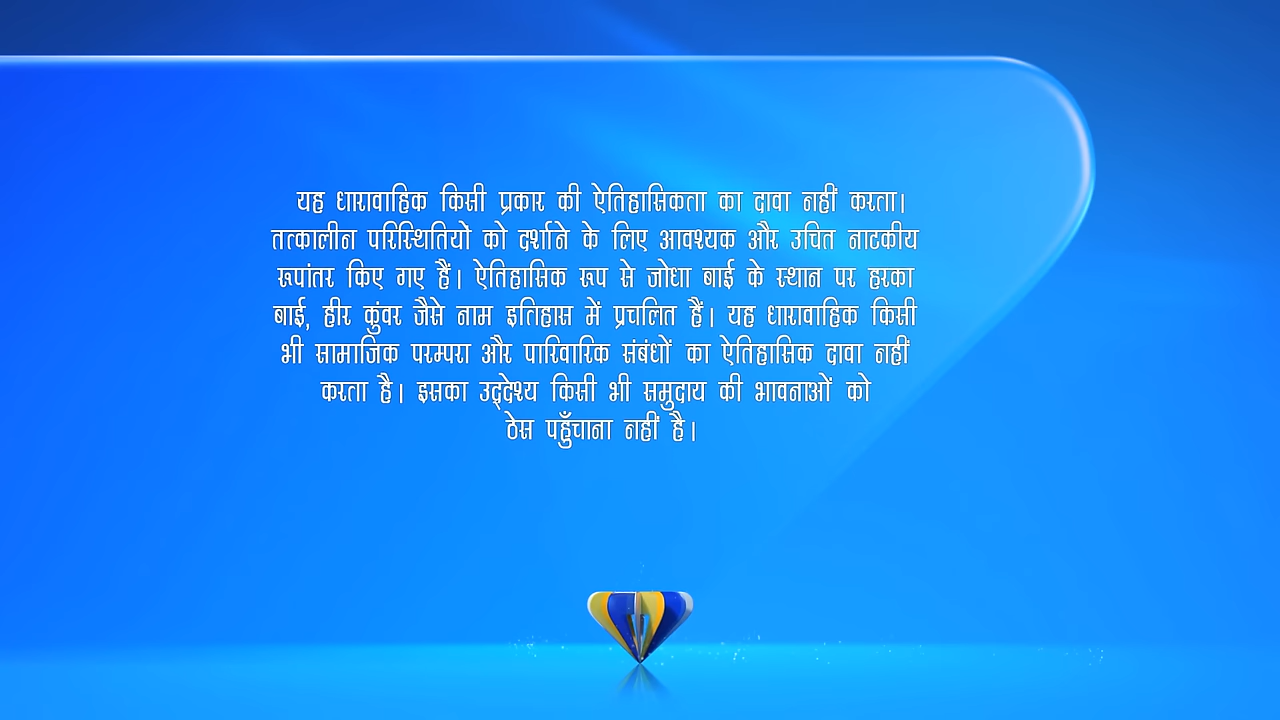 यह धारावाहिक किसी प्रकार की ऐतिहासिकता का दावा नहीं करता।
तत्कालीन परिस्थितियो को दर्शाने के लिए आवश्यक और उचित नाटकीय
रूपांतर किए गए हैं। ऐतिहासिक रूप से जोधा बाई के स्थान पर हरका
बाई, हीर कुंवर जैसे नाम इतिहास में प्रचलित हैं। यह धारावाहिक किसी
भी सामाजिक परम्परा और पारिवारिक संबंधों का ऐतिहासिक दावा नहीं
करता है। इसका उद्देश्य किसी भी समुदाय की भावनाओं को
ठेस पहुँचाना नहीं है।